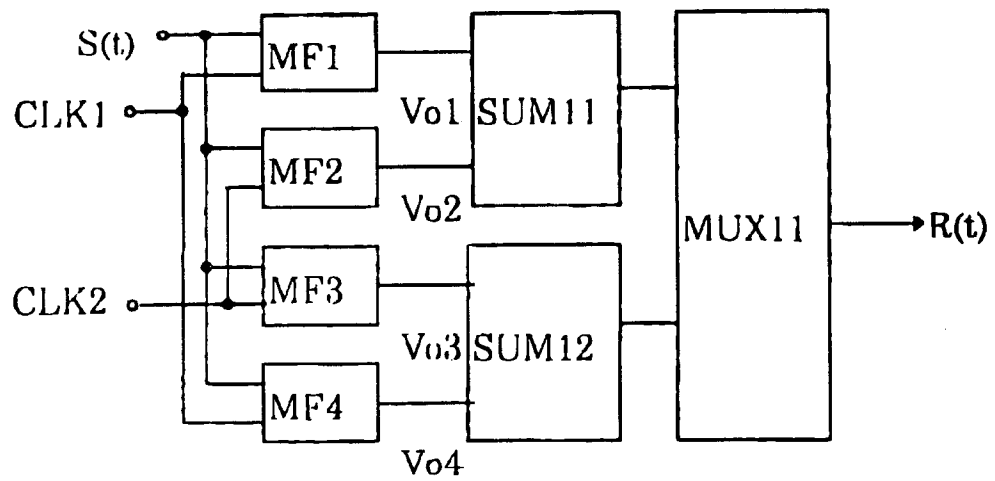 S(t)
MF1
CLK1
Vo1
SUM11
MF2
Vo2
MUX11
R(t)
CLK2
MF3
Vo3
SUM12
MF4
Vo4